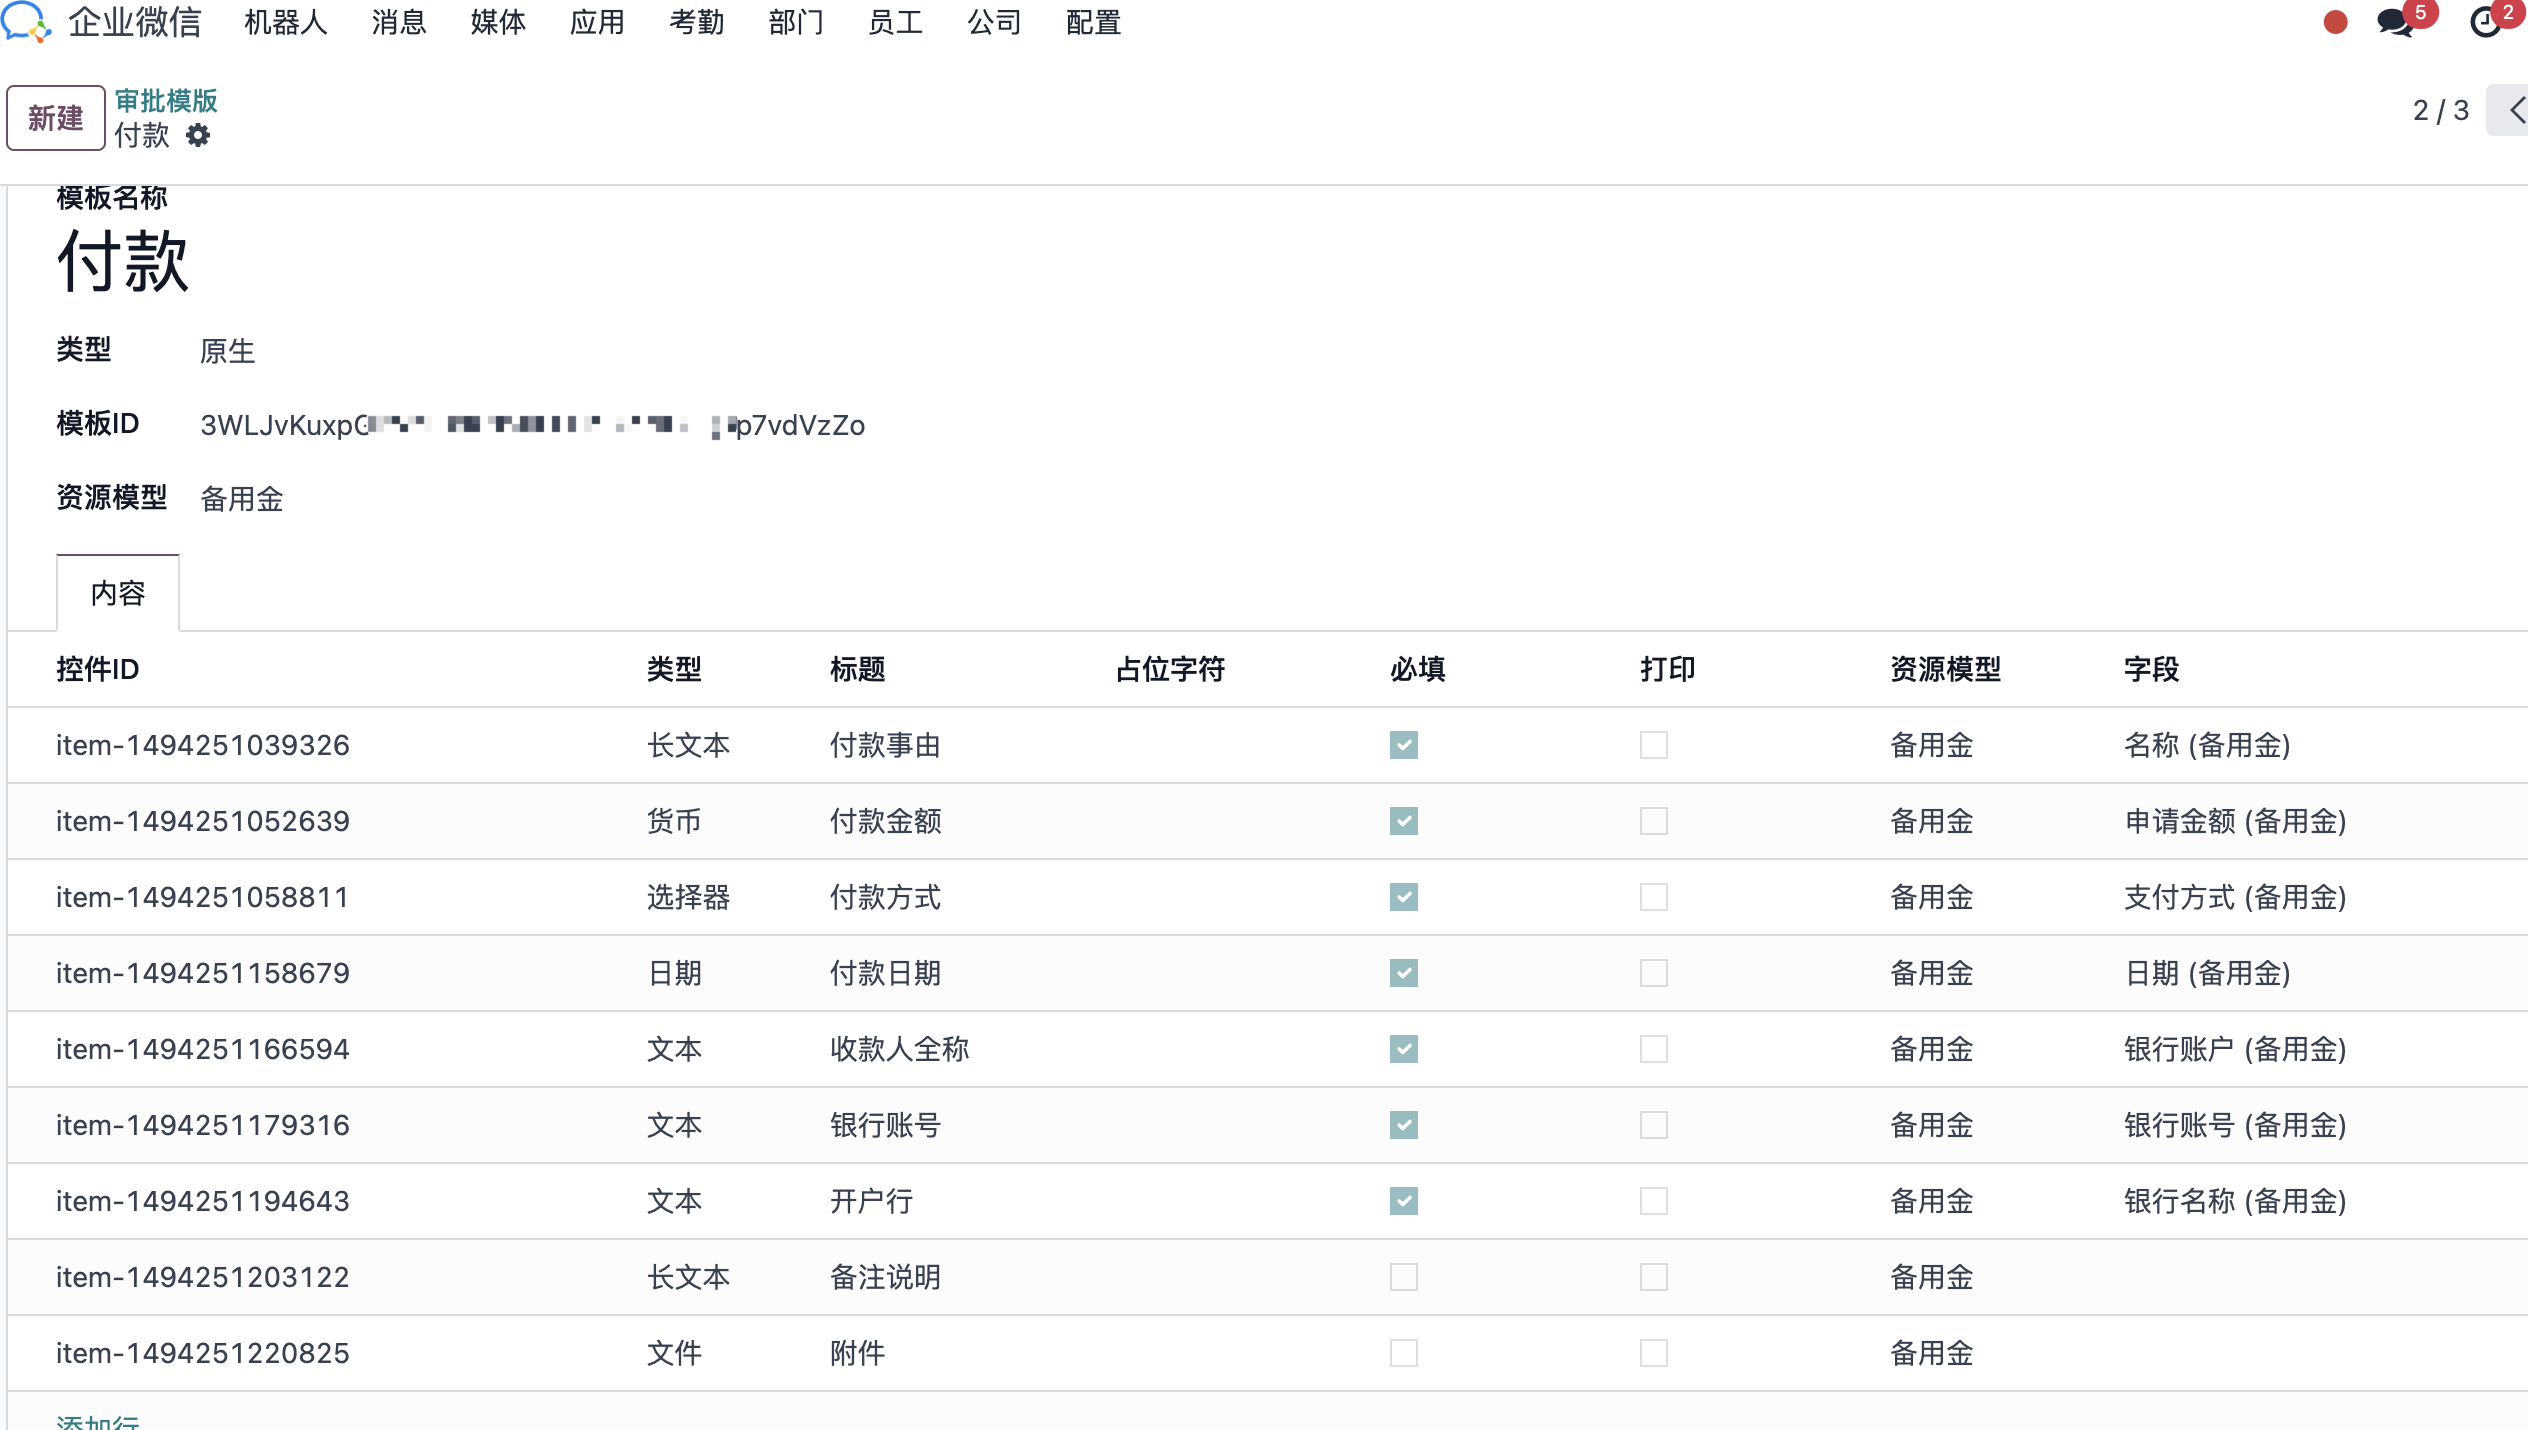 企业微信 机器人 消息 媒体 应用 考勤 部门 员工 公司 配置 5 2
新建 审批模版
付款 2 / 3
模板名称
付款
类型 原生
模板ID 3WLJvKuxp p7vdVzZo
资源模型 备用金
内容
控件ID 类型 标题 占位字符 必填 打印 资源模型 字段
item-1494251039326 长文本 付款事由 备用金 名称 (备用金)
item-1494251052639 货币 付款金额 备用金 申请金额 (备用金)
item-1494251058811 选择器 付款方式 备用金 支付方式 (备用金)
item-1494251158679 日期 付款日期 备用金 日期 (备用金)
item-1494251166594 文本 收款人全称 备用金 银行账户 (备用金)
item-1494251179316 文本 银行账号 备用金 银行账号 (备用金)
item-1494251194643 文本 开户行 备用金 银行名称 (备用金)
item-1494251203122 长文本 备注说明 备用金
item-1494251220825 文件 附件 备用金
添加行